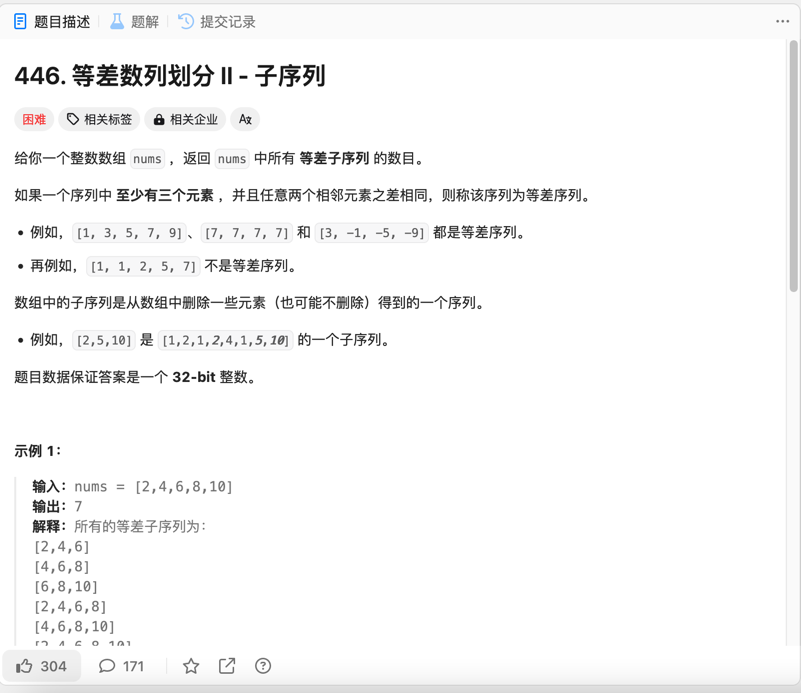 题目描述 题解 提交记录
446. 等差数列划分 II - 子序列
困难 相关标签 相关企业 Ax
给你一个整数数组 nums ，返回 nums 中所有 等差子序列 的数目。
如果一个序列中 至少有三个元素 ，并且任意两个相邻元素之差相同，则称该序列为等差序列。
• 例如，[1, 3, 5, 7, 9]、[7, 7, 7, 7] 和 [3, -1, -5, -9] 都是等差序列。
• 再例如，[1, 1, 2, 5, 7] 不是等差序列。
数组中的子序列是从数组中删除一些元素（也可能不删除）得到的一个序列。
• 例如，[2,5,10] 是 [1,2,1,2,4,1,5,10] 的一个子序列。
题目数据保证答案是一个 32-bit 整数。
示例 1：
输入：nums = [2,4,6,8,10]
输出：7
解释：所有的等差子序列为：
[2,4,6]
[4,6,8]
[6,8,10]
[2,4,6,8]
[4,6,8,10]
[2,4,6,8,10]
304 171